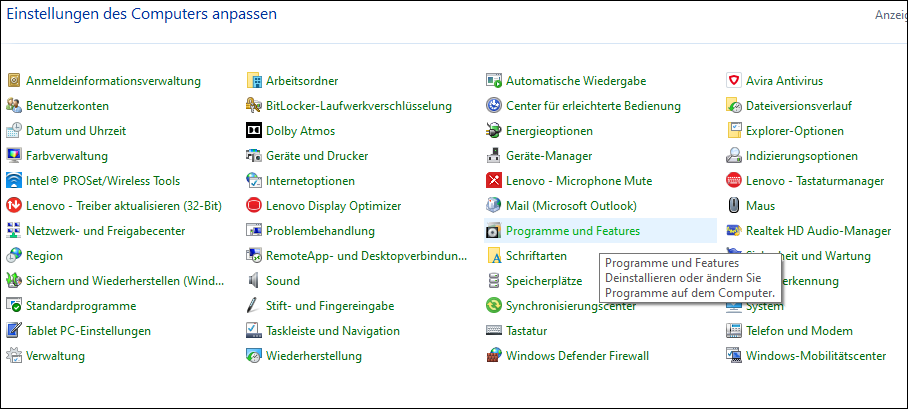 Einstellungen des Computers anpassen
Anzeig
Anmeldeinformationsverwaltung
Arbeitsordner
Automatische Wiedergabe
Avira Antivirus
Benutzerkonten
BitLocker-Laufwerkverschlüsselung
Center für erleichterte Bedienung
Dateiversionsverlauf
Datum und Uhrzeit
Dolby Atmos
Energieoptionen
Explorer-Optionen
Farbverwaltung
Geräte und Drucker
Geräte-Manager
Indizierungsoptionen
Intel® PROSet/Wireless Tools
Internetoptionen
Lenovo - Microphone Mute
Lenovo - Tastaturmanager
Lenovo - Treiber aktualisieren (32-Bit)
Lenovo Display Optimizer
Mail (Microsoft Outlook)
Maus
Netzwerk- und Freigabecenter
Problembehandlung
Programme und Features
Realtek HD Audio-Manager
Region
RemoteApp- und Desktopverbindun...
Schriftarten
Sicherheit und Wartung
Programme und Features
Deinstallieren oder ändern Sie
Programme auf dem Computer.
Sichern und Wiederherstellen (Wind...
Sound
Speicherplätze
erkennung
Standardprogramme
Stift- und Fingereingabe
Synchronisierungscenter
System
Tablet PC-Einstellungen
Taskleiste und Navigation
Tastatur
Telefon und Modem
Verwaltung
Wiederherstellung
Windows Defender Firewall
Windows-Mobilitätscenter